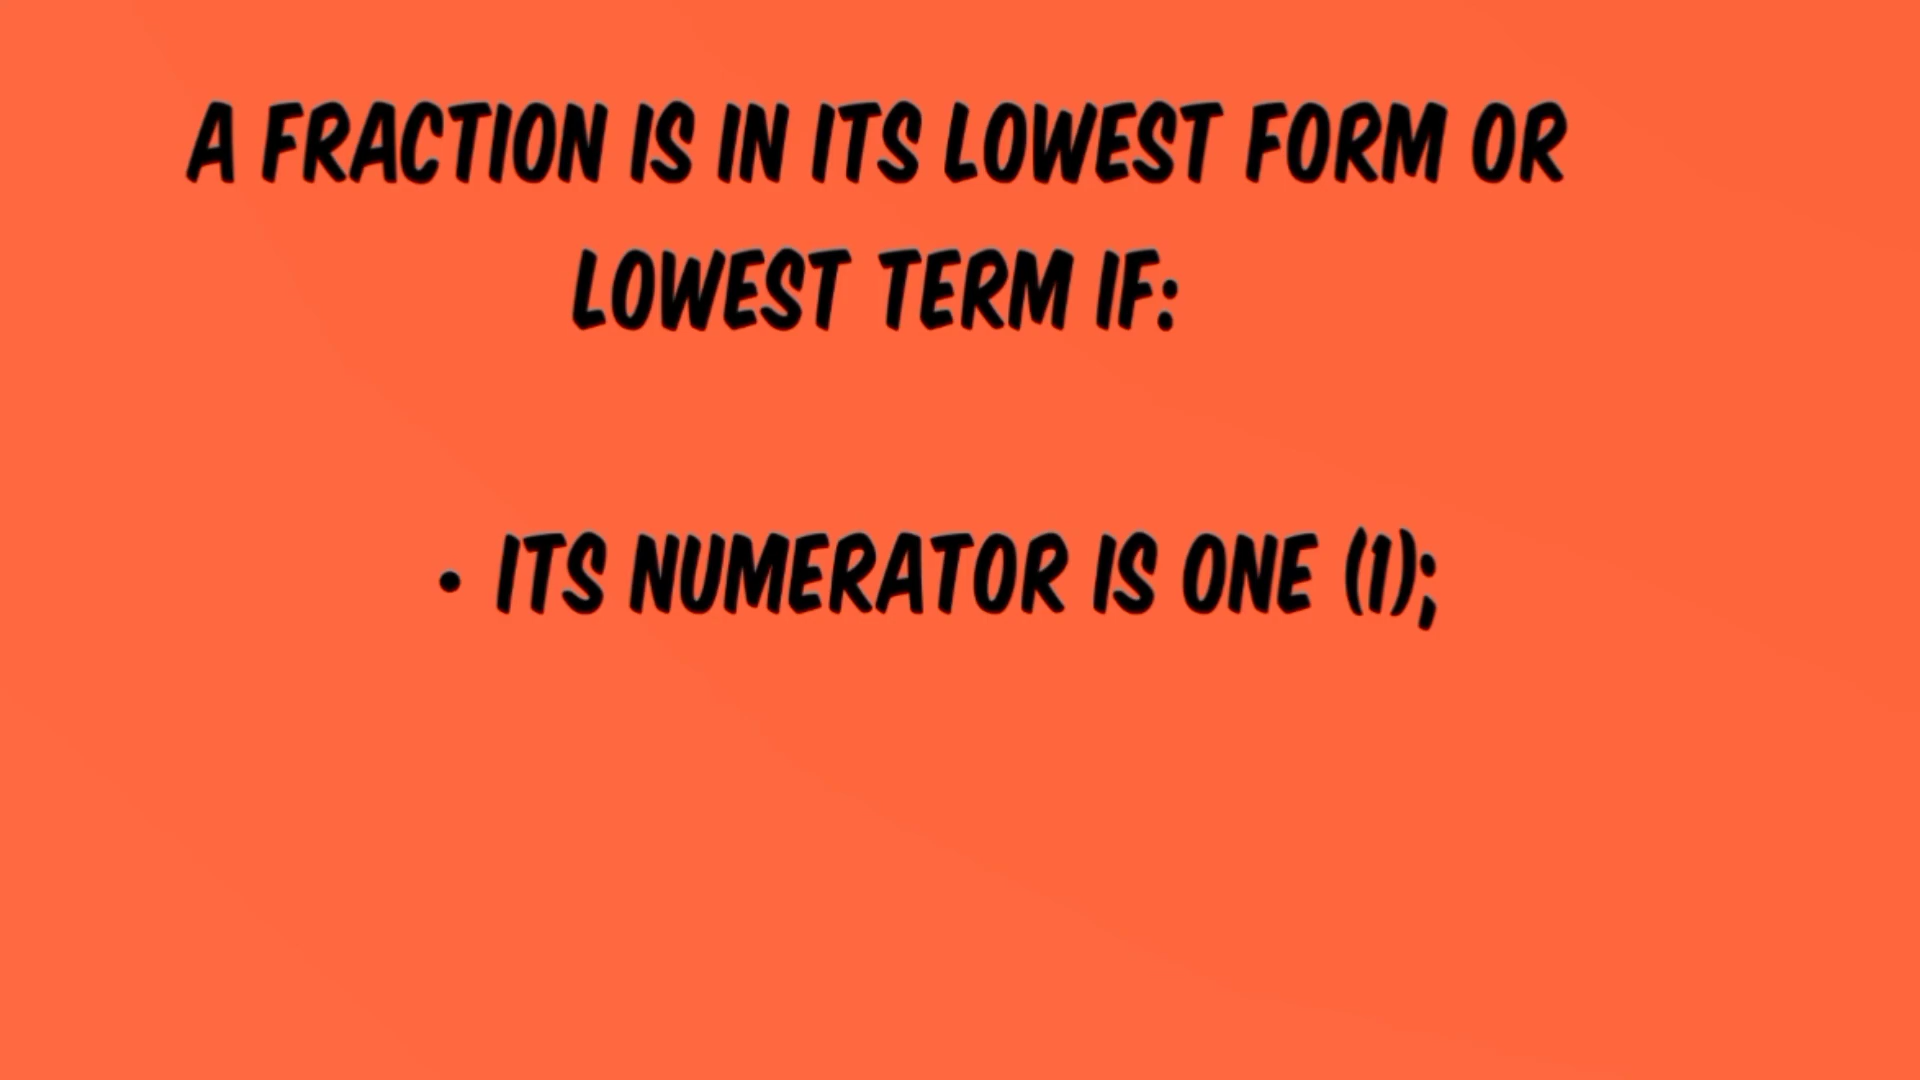 A FRACTION IS IN ITS LOWEST FORM OR
LOWEST TERM IF:
• ITS NUMERATOR IS ONE (1);